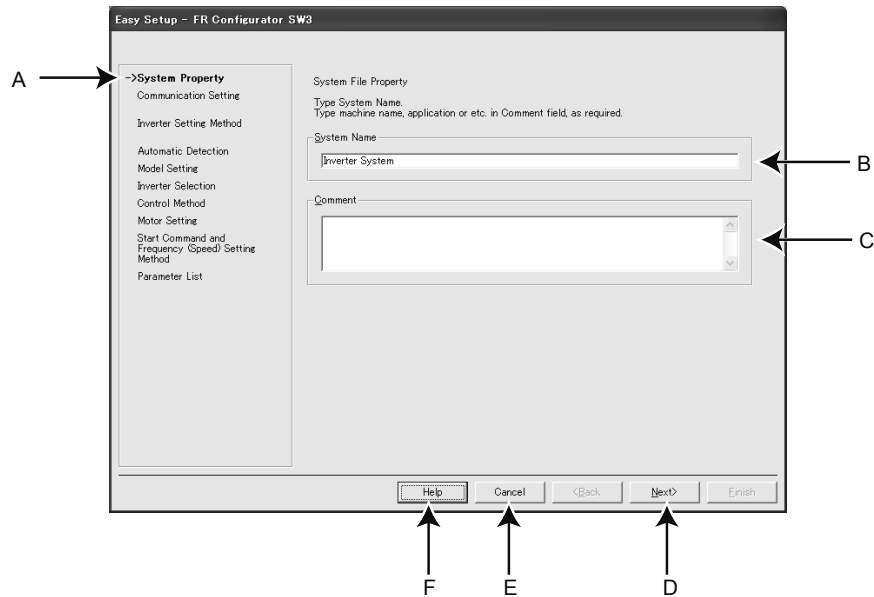 Easy Setup - FR Configurator SW3
A
->System Property
Communication Setting
Inverter Setting Method
Automatic Detection
Model Setting
Inverter Selection
Control Method
Motor Setting
Start Command and
Frequency (Speed) Setting
Method
Parameter List
System File Property
Type System Name.
Type machine name, application or etc. in Comment field, as required.
System Name
Inverter System
B
Comment
C
Help
Cancel
<Back
Next>
Finish
F
E
D